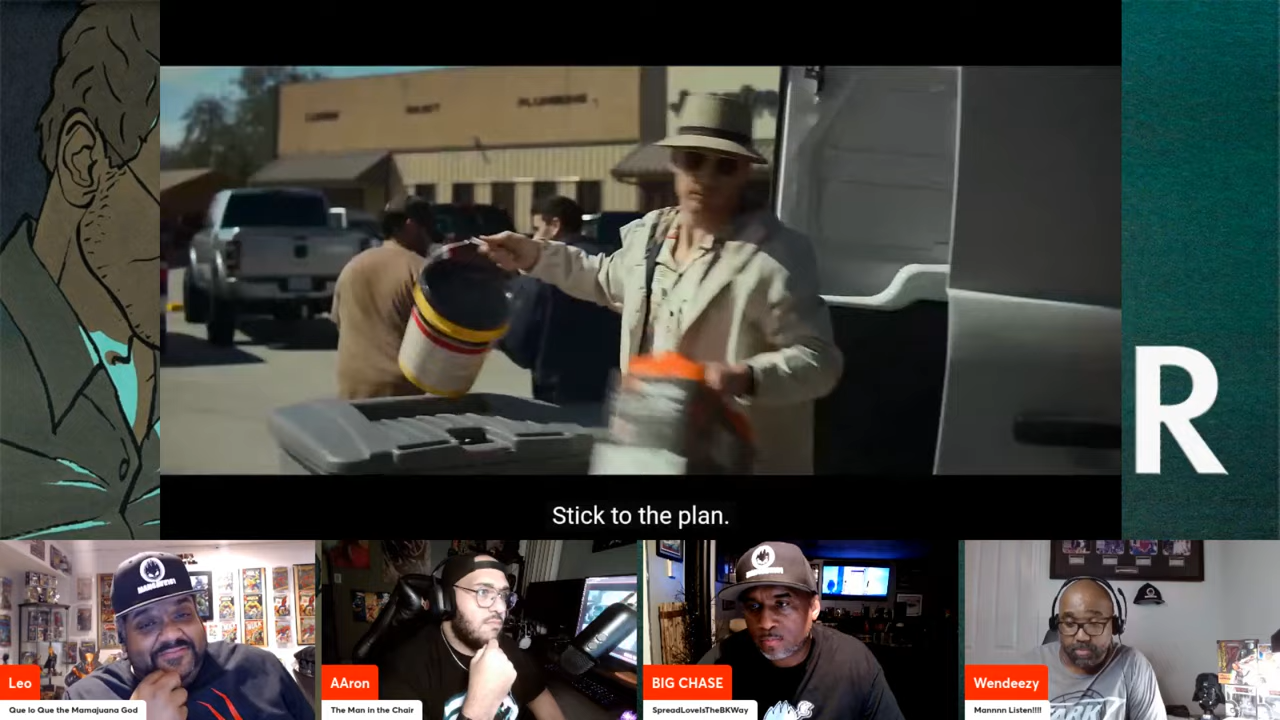 PLUMBING
R
Stick to the plan.
Leo
Que lo Que the Mamajuana God
AAron
The Man in the Chair
BIG CHASE
SpreadLoveIsTheBKWay
Wendeezy
Mannnn Listen!!!!